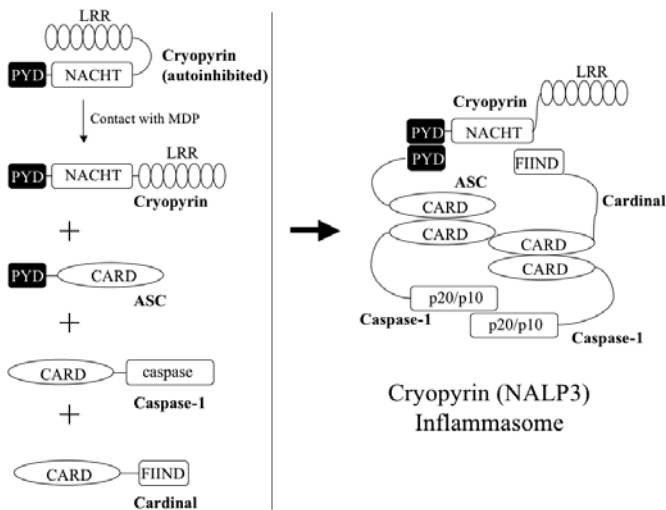 LRR
Cryopyrin
(autoinhibited)
PYD
NACHT
Contact with MDP
LRR
PYD
NACHT
Cryopyrin
+
PYD
CARD
ASC
+
CARD
caspase
Caspase-1
+
CARD
FIIND
Cardinal
LRR
Cryopyrin
PYD
NACHT
PYD
FIIND
ASC
Cardinal
CARD
CARD
CARD
CARD
p20/p10
Caspase-1
p20/p10
Caspase-1
Cryopyrin (NALP3)
Inflammasome